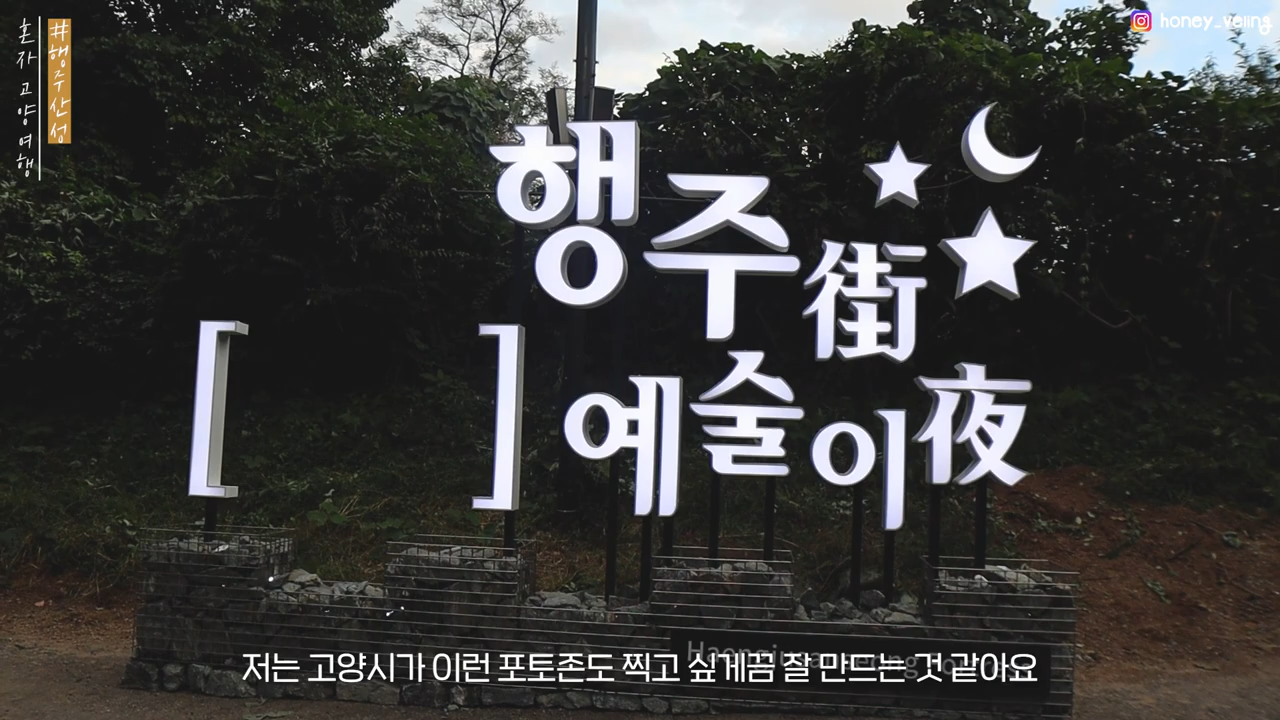 혼자 고양여행
#행주산성
honey_veling
행주街
[ ] 예술이夜
저는 고양시가 이런 포토존도 찍고 싶게끔 잘 만드는 것 같아요